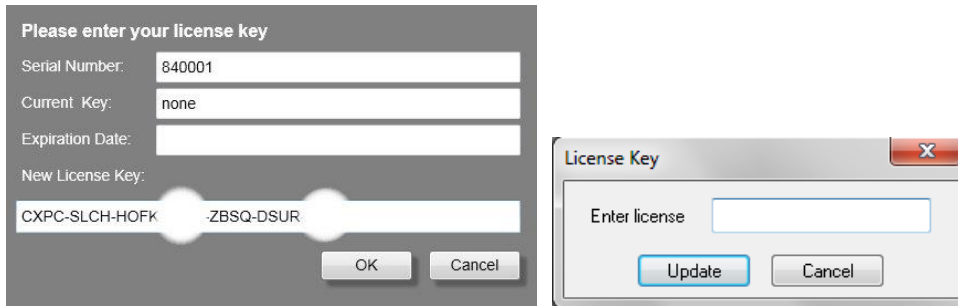 Please enter your license key
Serial Number: 840001
Current Key: none
Expiration Date:
New License Key:
CXPC-SLCH-HOFK -ZBSQ-DSUR
OK Cancel
License Key
Enter license
Update Cancel